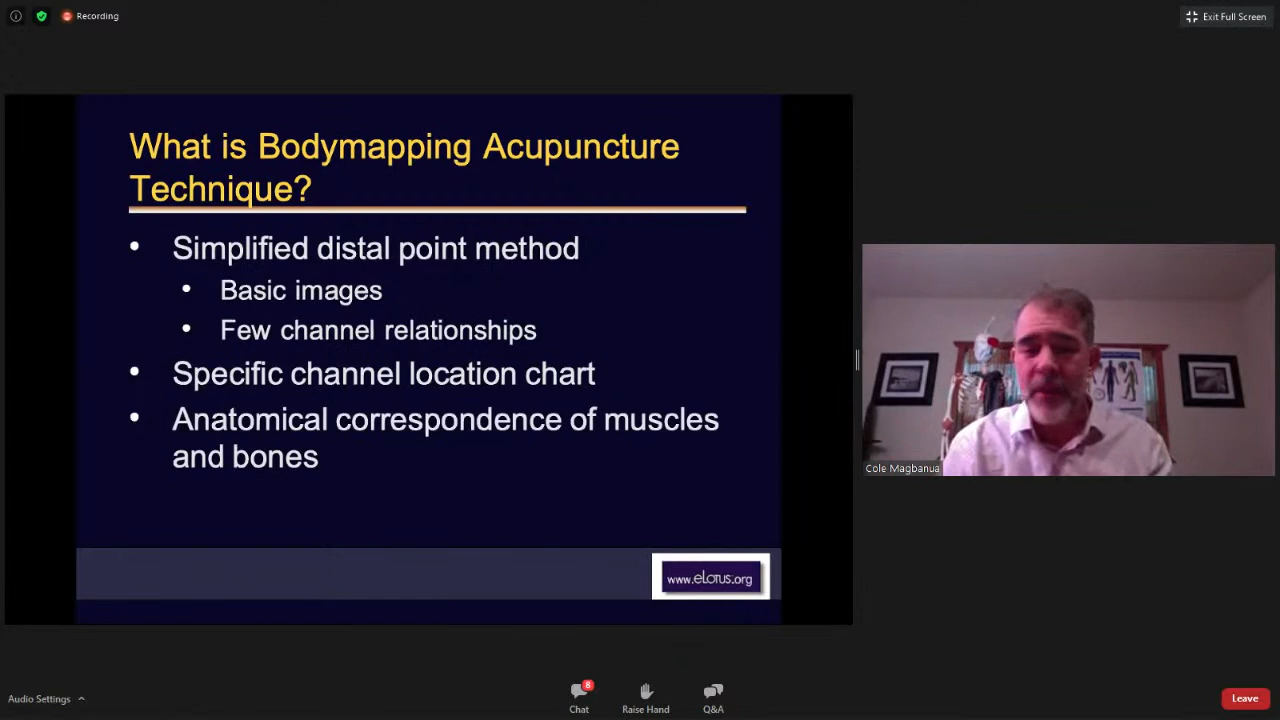 Recording
Exit Full Screen
What is Bodymapping Acupuncture
Technique?
• Simplified distal point method
• Basic images
• Few channel relationships
• Specific channel location chart
• Anatomical correspondence of muscles
and bones
www.eLotus.org
Cole Magbanua
Audio Settings
8
Chat
Raise Hand
Q&A
Leave